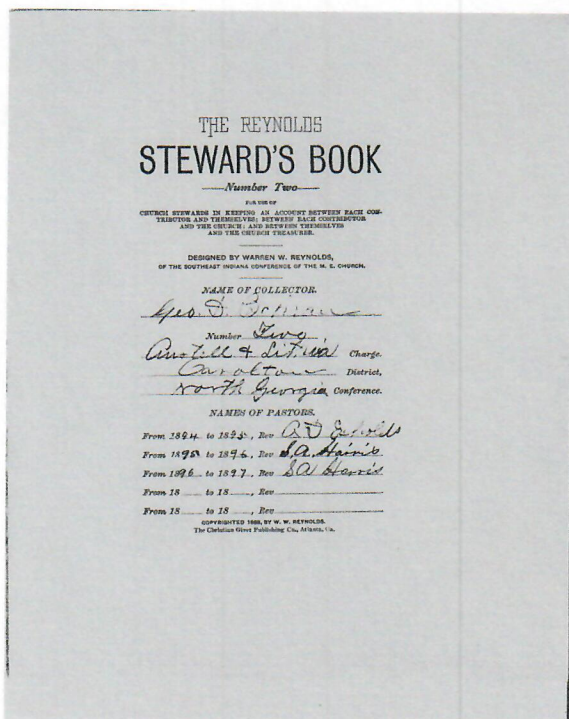 THE REYNOLDS
STEWARD'S BOOK
Number Two
FOR USE OF
CHURCH STEWARDS IN KEEPING AN ACCOUNT BETWEEN EACH CON-
TRIBUTOR AND THEMSELVES; BETWEEN EACH CONTRIBUTOR
AND THE CHURCH; AND BETWEEN THEMSELVES
AND THE CHURCH TREASURER.
DESIGNED BY WARREN W. REYNOLDS,
OF THE SOUTHEAST INDIANA CONFERENCE OF THE M. E. CHURCH.
NAME OF COLLECTOR.
Geo. D.
Number Two
& Charge.
Carolton District,
North Georgia Conference.
NAMES OF PASTORS.
From 1894 to 1895, Rev A D Echolds
From 1895 to 1896, Rev S. A. Harris
From 1896 to 1897, Rev S A Harris
From 18 to 18 , Rev
From 18 to 18 , Rev
COPYRIGHTED 1888, BY W. W. REYNOLDS.
The Christian Giver Publishing Co., Atlanta, Ga.